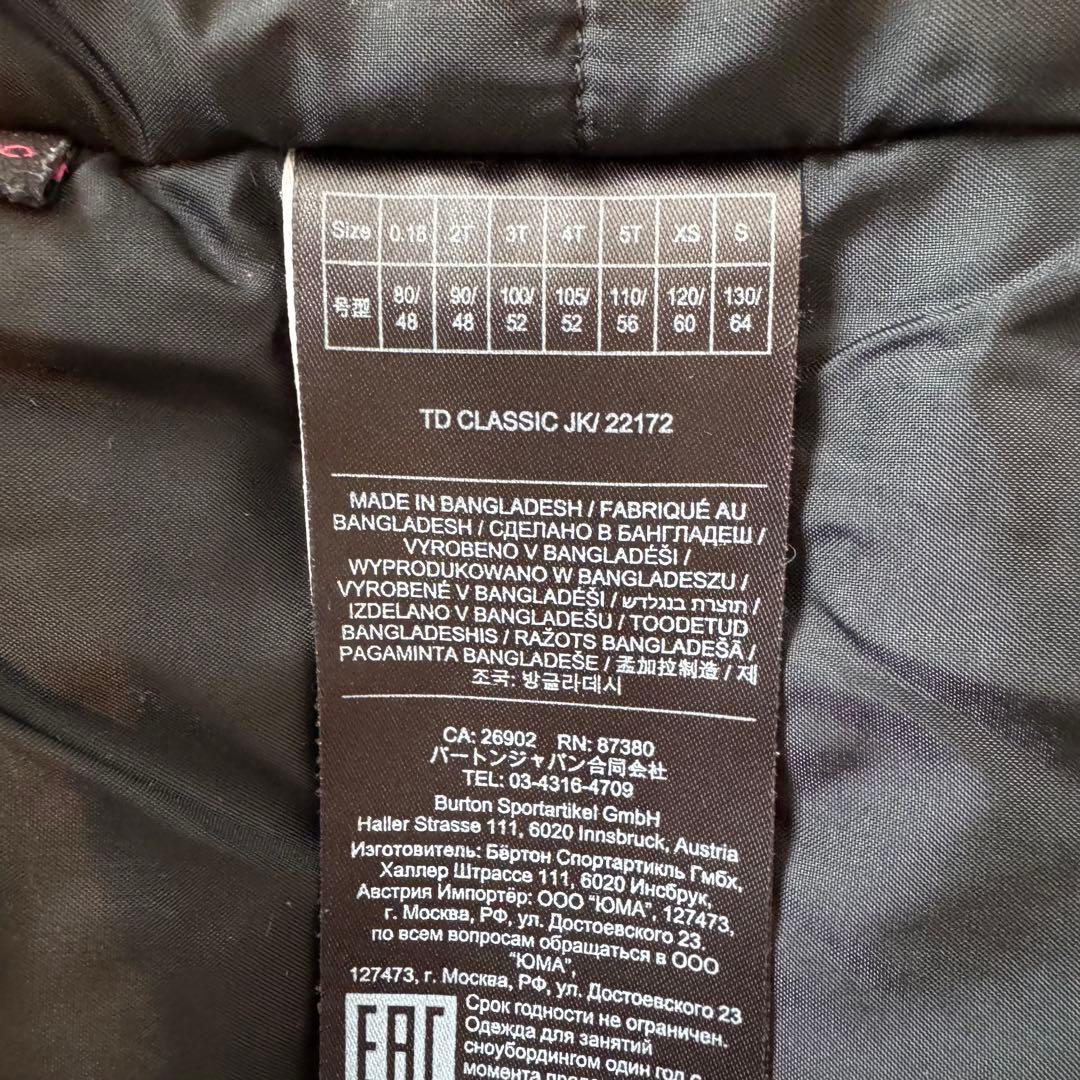 Size 0.18 2T 3T 4T 5T XS S
号型 80/48 90/48 100/52 105/52 110/56 120/60 130/64
TD CLASSIC JK/ 22172
MADE IN BANGLADESH / FABRIQUÉ AU
BANGLADESH / СДЕЛАНО В БАНГЛАДЕШ /
VYROBENO V BANGLADÉŠI /
WYPRODUKOWANO W BANGLADESZU /
VYROBENÉ V BANGLADÉŠI / תוצרת בנגלדש /
IZDELANO V BANGLADEŠU / TOODETUD
BANGLADESHIS / RAŽOTS BANGLADEŠĀ /
PAGAMINTA BANGLADEŠE / 孟加拉制造 / 제
조국: 방글라데시
CA: 26902 RN: 87380
バートンジャパン合同会社
TEL: 03-4316-4709
Burton Sportartikel GmbH
Haller Strasse 111, 6020 Innsbruck, Austria
Изготовитель: Бёртон Спортартикль Гмбх,
Халлер Штрассе 111, 6020 Инсбрук,
Австрия Импортёр: ООО "ЮМА", 127473,
г. Москва, РФ, ул. Достоевского 23,
по всем вопросам обращаться в ООО
"ЮМА",
127473, г. Москва, РФ, ул. Достоевского 23
EAC
Срок годности не ограничен.
Одежда для занятий
сноубордингом один год с
момента